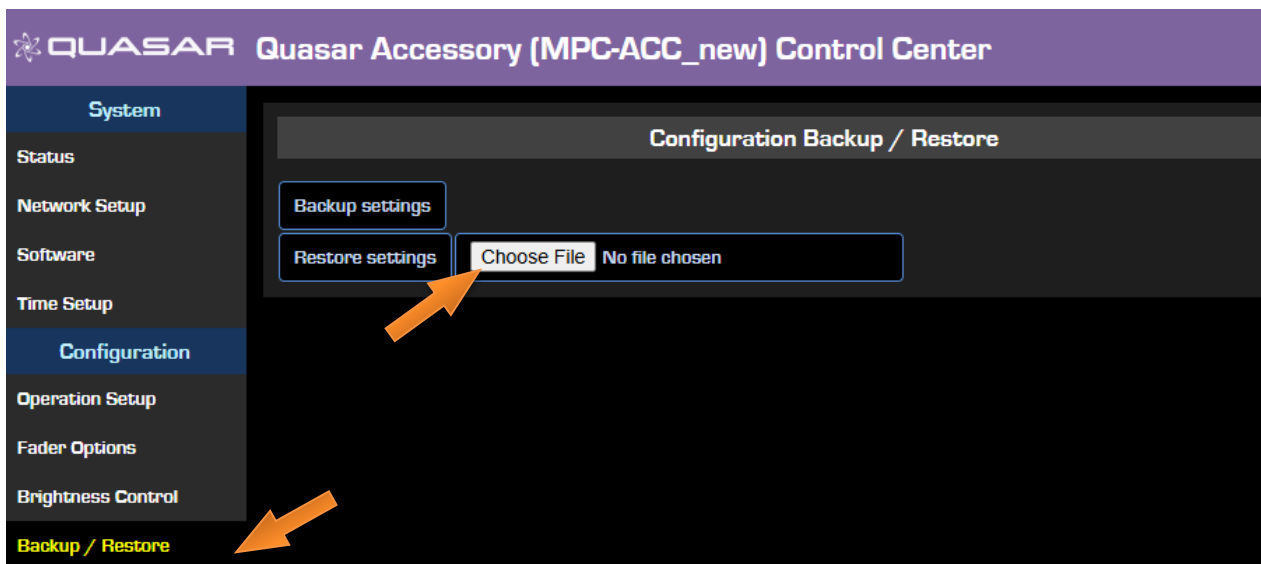 QUASAR Quasar Accessory (MPC-ACC_new) Control Center
System
Status
Network Setup
Software
Time Setup
Configuration
Operation Setup
Fader Options
Brightness Control
Backup / Restore
Configuration Backup / Restore
Backup settings
Restore settings Choose File No file chosen